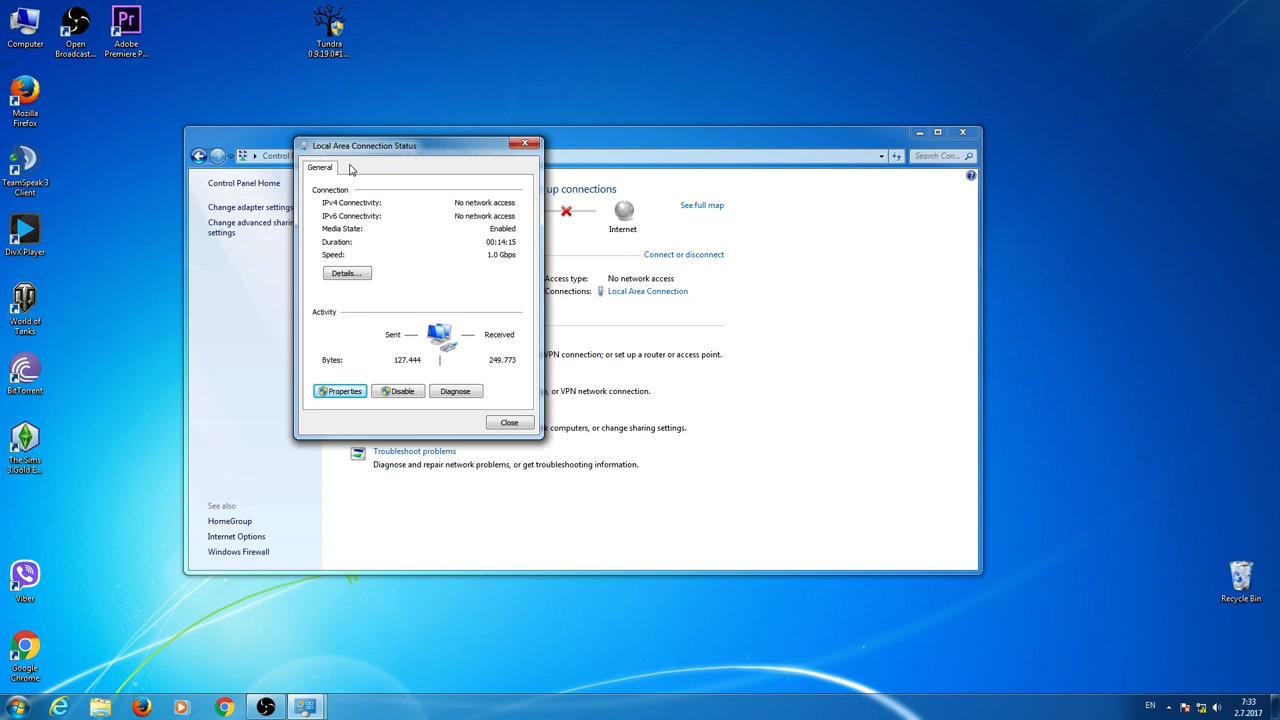 Computer
Open
Broadcast...
Adobe
Premiere P...
Tundra
0.9.19.0#1...
Mozilla
Firefox
TeamSpeak 3
Client
DivX Player
World of
Tanks
BitTorrent
The Sims
3.Gold E...
Viber
Google
Chrome
Recycle Bin
Control
Search Con...
Control Panel Home
Change adapter settings
Change advanced sharin
settings
See also
HomeGroup
Internet Options
Windows Firewall
up connections
See full map
Internet
Connect or disconnect
Access type:
No network access
Connections:
Local Area Connection
VPN connection; or set up a router or access point.
, or VPN network connection.
computers, or change sharing settings.
Troubleshoot problems
Diagnose and repair network problems, or get troubleshooting information.
Local Area Connection Status
General
Connection
IPv4 Connectivity: No network access
IPv6 Connectivity: No network access
Media State: Enabled
Duration: 00:14:15
Speed: 1.0 Gbps
Details...
Activity
Sent
Received
Bytes: 127.444 249.773
Properties
Disable
Diagnose
Close
EN
7:33
2.7.2017